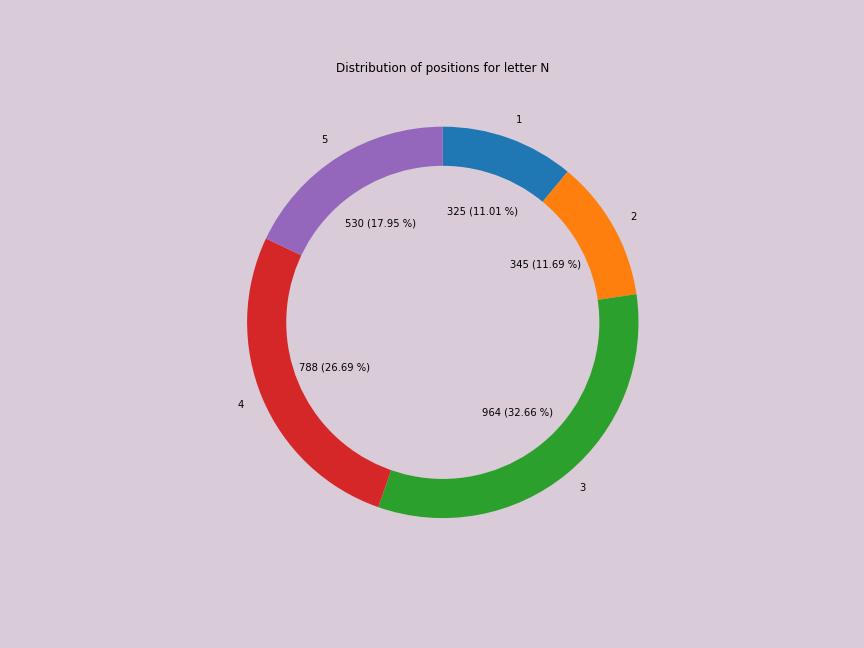 Distribution of positions for letter N
1
5
325 (11.01 %)
2
530 (17.95 %)
345 (11.69 %)
788 (26.69 %)
4
964 (32.66 %)
3